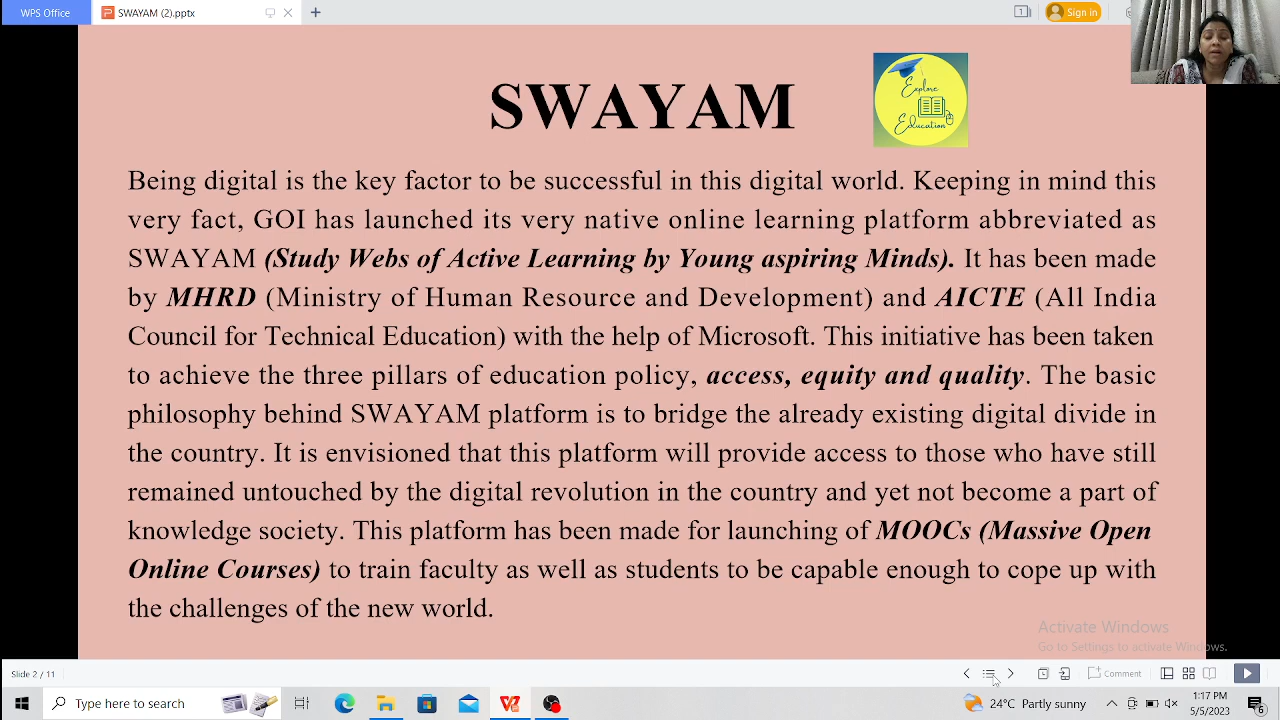 WPS Office
SWAYAM (2).pptx
1
Sign in
SWAYAM
Explore
Education
Being digital is the key factor to be successful in this digital world. Keeping in mind this
very fact, GOI has launched its very native online learning platform abbreviated as
SWAYAM (Study Webs of Active Learning by Young aspiring Minds). It has been made
by MHRD (Ministry of Human Resource and Development) and AICTE (All India
Council for Technical Education) with the help of Microsoft. This initiative has been taken
to achieve the three pillars of education policy, access, equity and quality. The basic
philosophy behind SWAYAM platform is to bridge the already existing digital divide in
the country. It is envisioned that this platform will provide access to those who have still
remained untouched by the digital revolution in the country and yet not become a part of
knowledge society. This platform has been made for launching of MOOCs (Massive Open
Online Courses) to train faculty as well as students to be capable enough to cope up with
the challenges of the new world.
Activate Windows
Go to Settings to activate Windows.
Slide 2 / 11
Comment
Type here to search
24°C Partly sunny
1:17 PM
5/5/2023
6